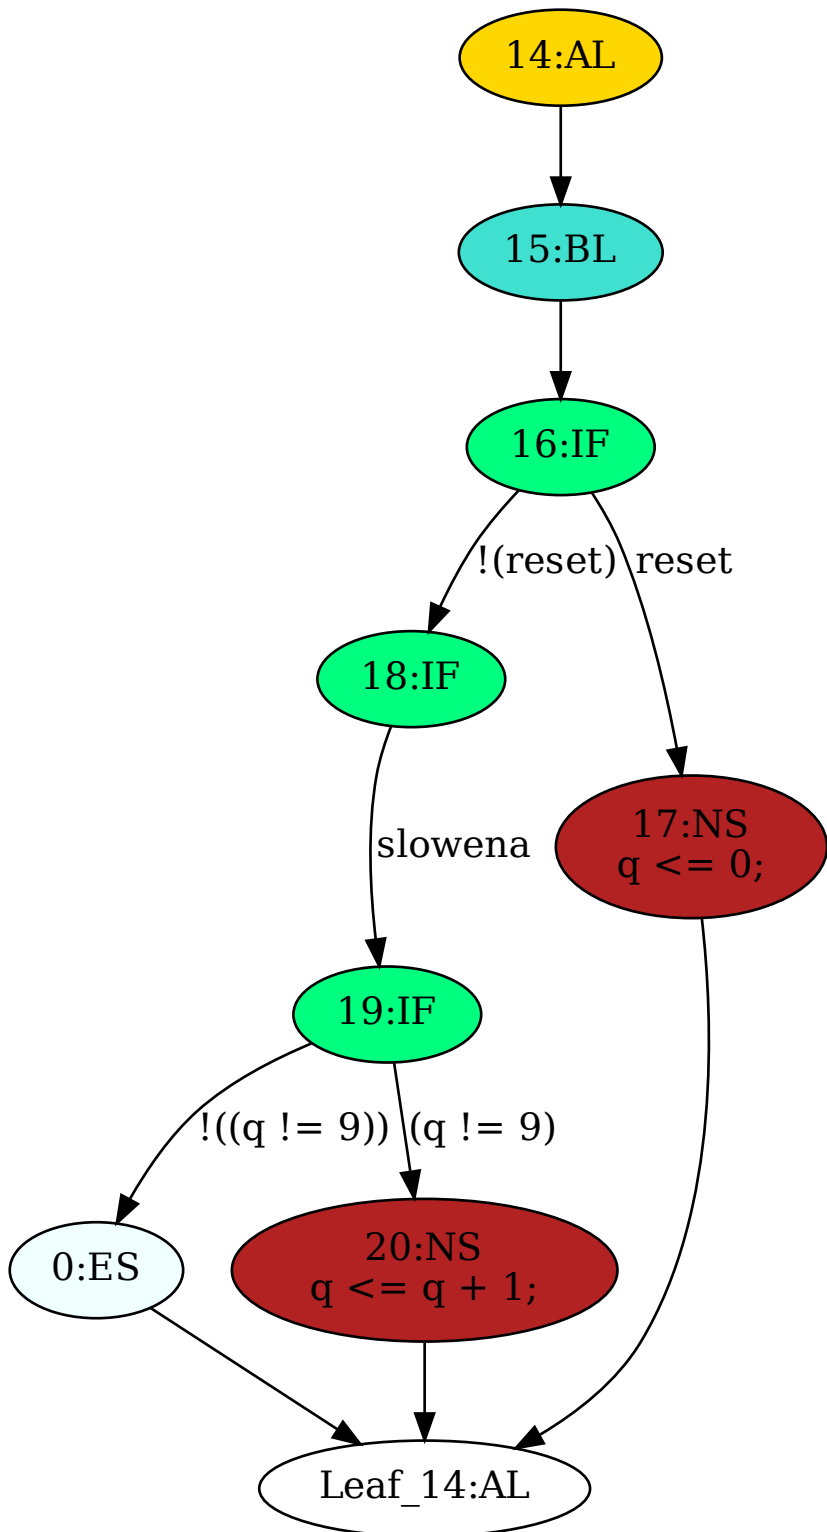 14:AL
15:BL
16:IF
!(reset)
reset
18:IF
17:NS
q <= 0;
slowena
19:IF
!((q != 9))
(q != 9)
0:ES
20:NS
q <= q + 1;
Leaf_14:AL